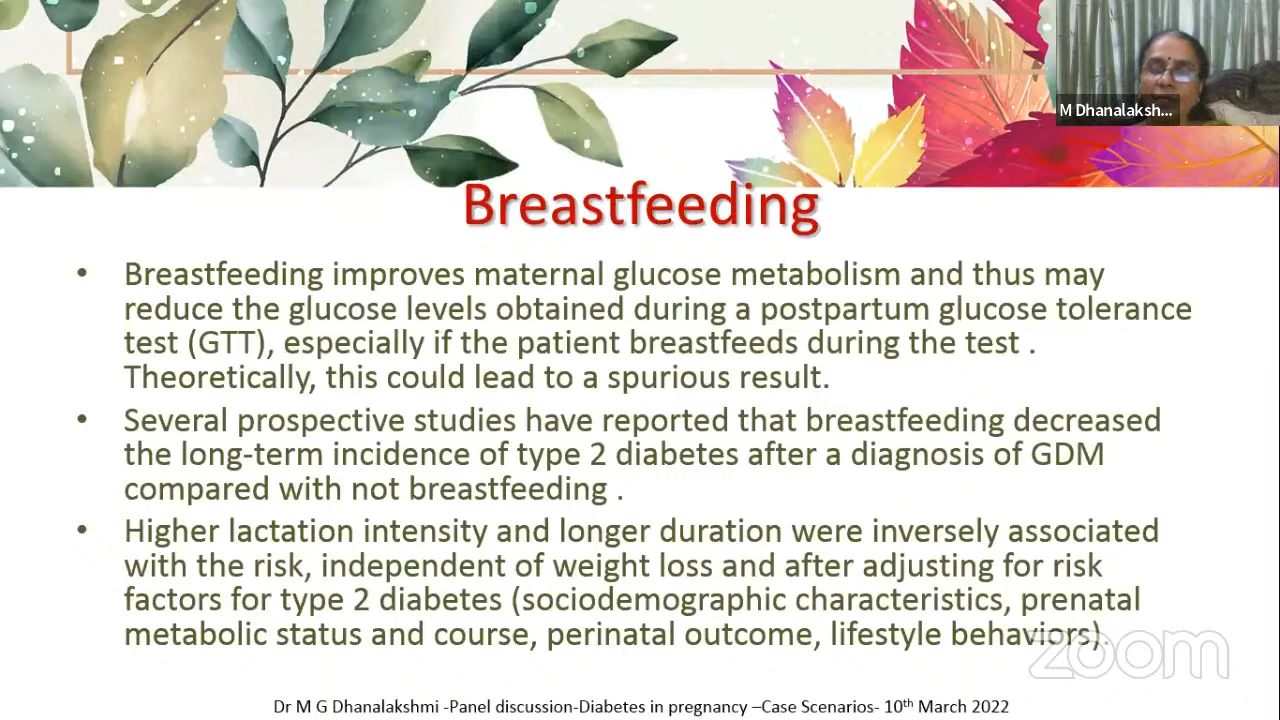 M Dhanalaksh...
Breastfeeding
• Breastfeeding improves maternal glucose metabolism and thus may
reduce the glucose levels obtained during a postpartum glucose tolerance
test (GTT), especially if the patient breastfeeds during the test .
Theoretically, this could lead to a spurious result.
• Several prospective studies have reported that breastfeeding decreased
the long-term incidence of type 2 diabetes after a diagnosis of GDM
compared with not breastfeeding .
• Higher lactation intensity and longer duration were inversely associated
with the risk, independent of weight loss and after adjusting for risk
factors for type 2 diabetes (sociodemographic characteristics, prenatal
metabolic status and course, perinatal outcome, lifestyle behaviors).
zoom
Dr M G Dhanalakshmi -Panel discussion-Diabetes in pregnancy –Case Scenarios- 10th March 2022